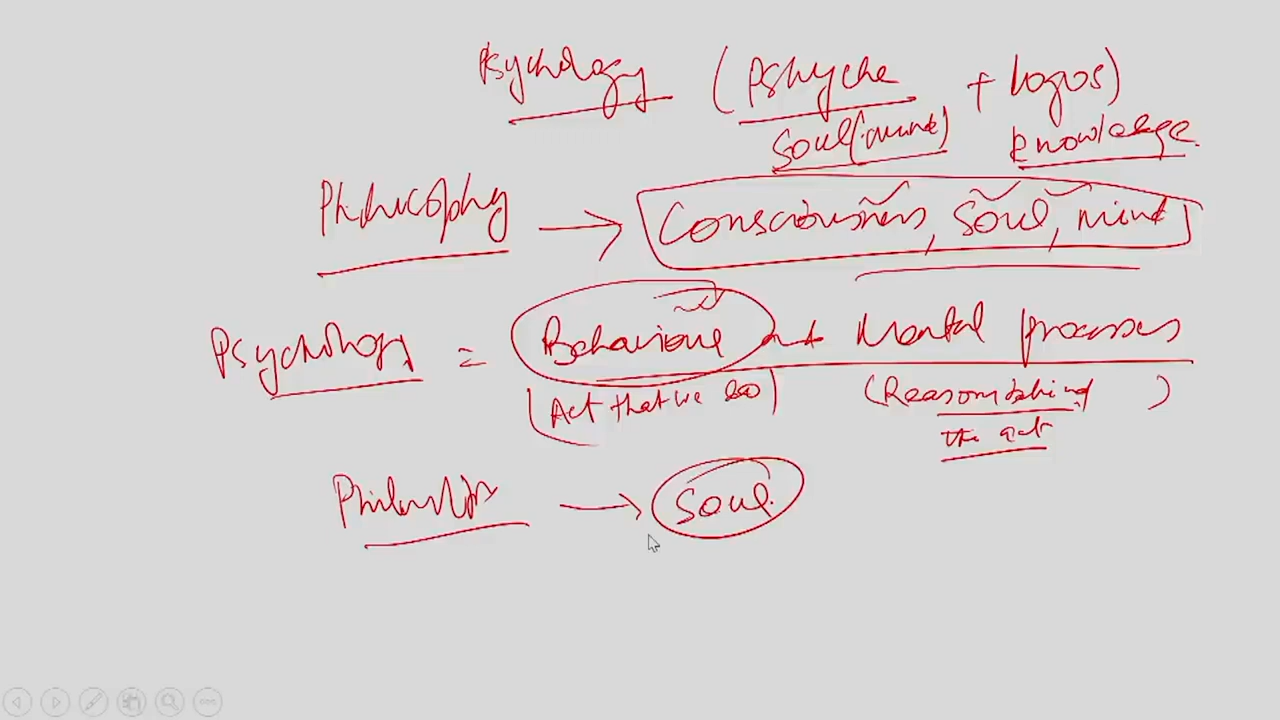 Psychology (Pshyche + logos)
Soul(mind) knowledge
Philosophy → Consciousness, Soul, mind
Psychology = Behaviour and Mental processes
(Act that we do) (Reason behind )
the act
Philosophy → Soul.